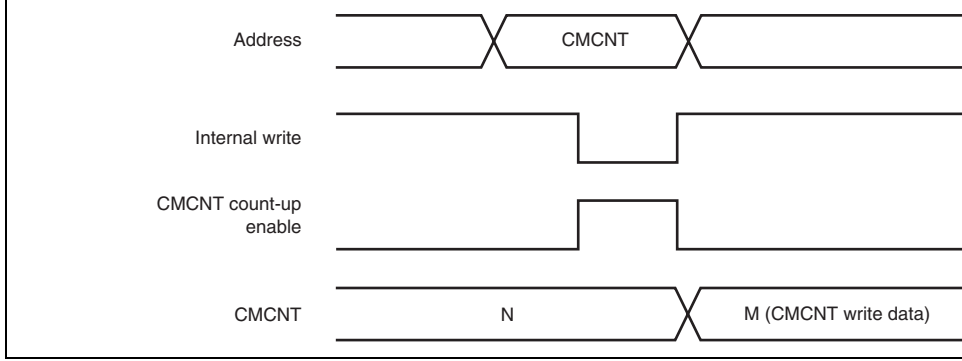 Address
CMCNT
Internal write
CMCNT count-up
enable
CMCNT
N
M (CMCNT write data)